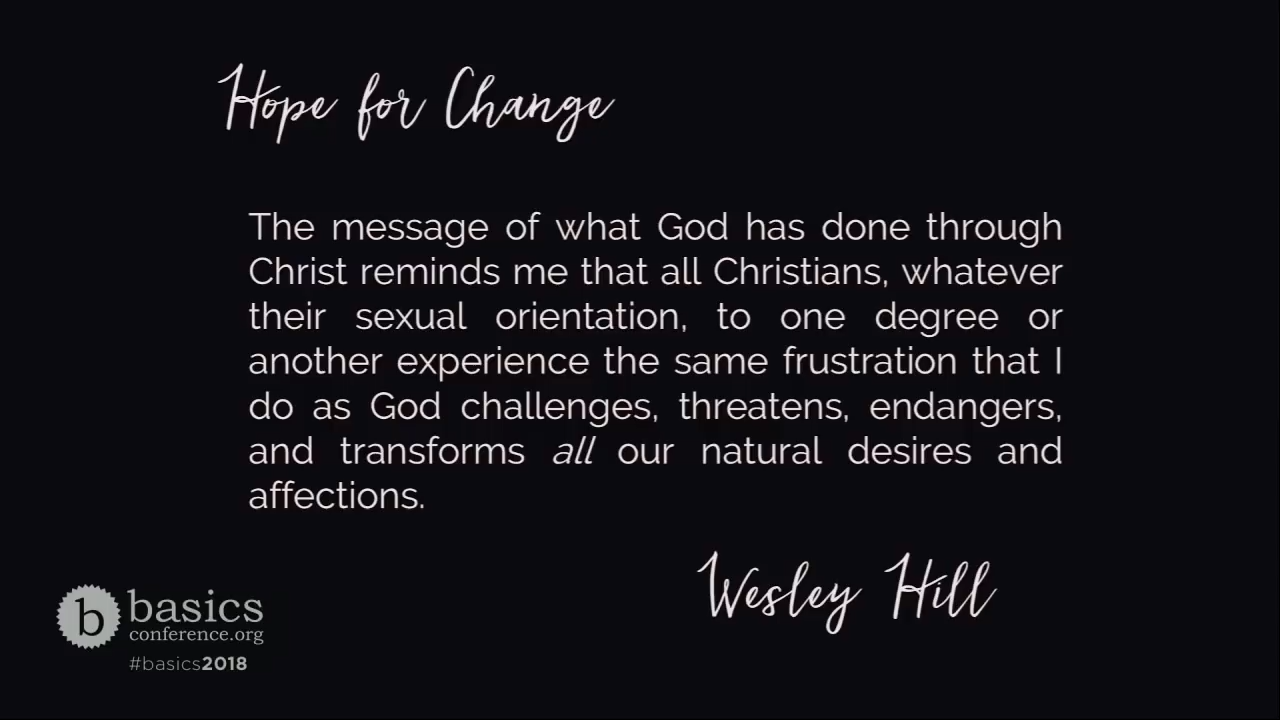 Hope for Change
The message of what God has done through
Christ reminds me that all Christians, whatever
their sexual orientation, to one degree or
another experience the same frustration that I
do as God challenges, threatens, endangers,
and transforms all our natural desires and
affections.
Wesley Hill
b basics
conference.org
#basics2018